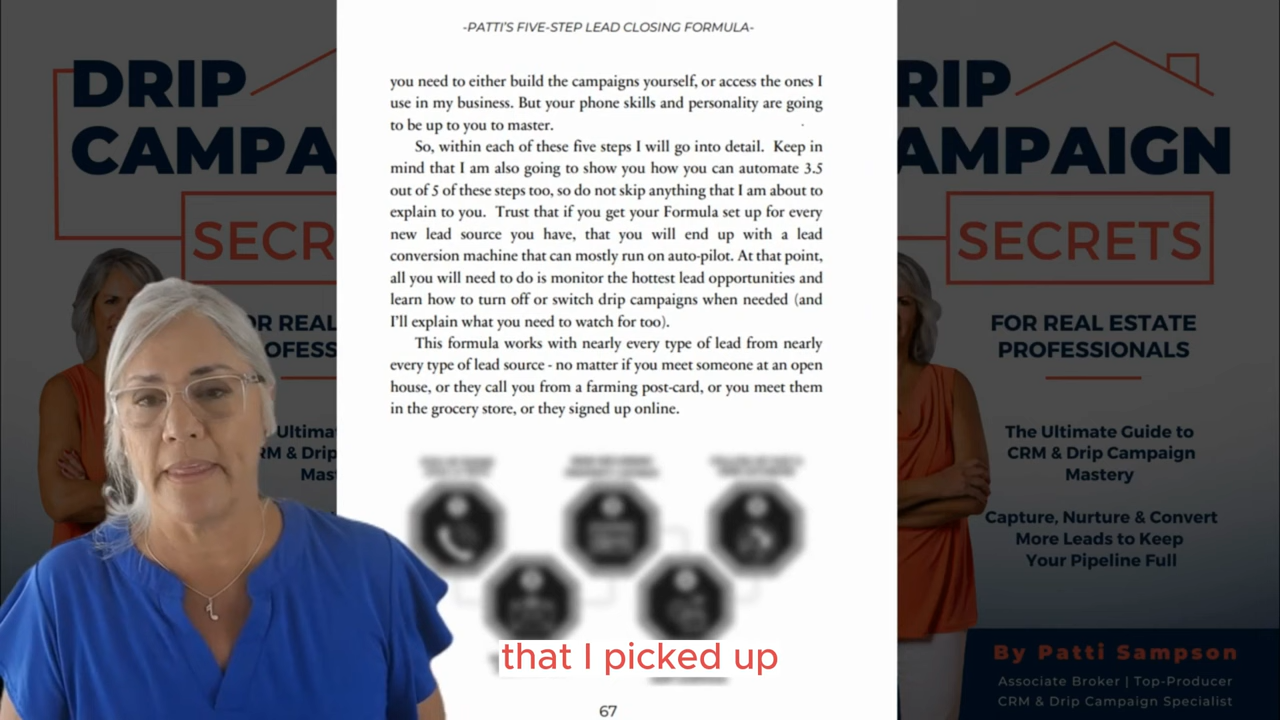 -PATTI'S FIVE-STEP LEAD CLOSING FORMULA-
you need to either build the campaigns yourself, or access the ones I
use in my business. But your phone skills and personality are going
to be up to you to master.
So, within each of these five steps I will go into detail. Keep in
mind that I am also going to show you how you can automate 3.5
out of 5 of these steps too, so do not skip anything that I am about to
explain to you. Trust that if you get your Formula set up for every
new lead source you have, that you will end up with a lead
conversion machine that can mostly run on auto-pilot. At that point,
all you will need to do is monitor the hottest lead opportunities and
learn how to turn off or switch drip campaigns when needed (and
I'll explain what you need to watch for too).
This formula works with nearly every type of lead from nearly
every type of lead source - no matter if you meet someone at an open
house, or they call you from a farming post-card, or you meet them
in the grocery store, or they signed up online.
that I picked up
67
DRIP
CAMPA
SECR
OR REAL
OFESS
Ultima
RM & Dri
Mas
RIP
AMPAIGN
SECRETS
FOR REAL ESTATE
PROFESSIONALS
The Ultimate Guide to
CRM & Drip Campaign
Mastery
Capture, Nurture & Convert
More Leads to Keep
Your Pipeline Full
By Patti Sampson
Associate Broker | Top-Producer
CRM & Drip Campaign Specialist